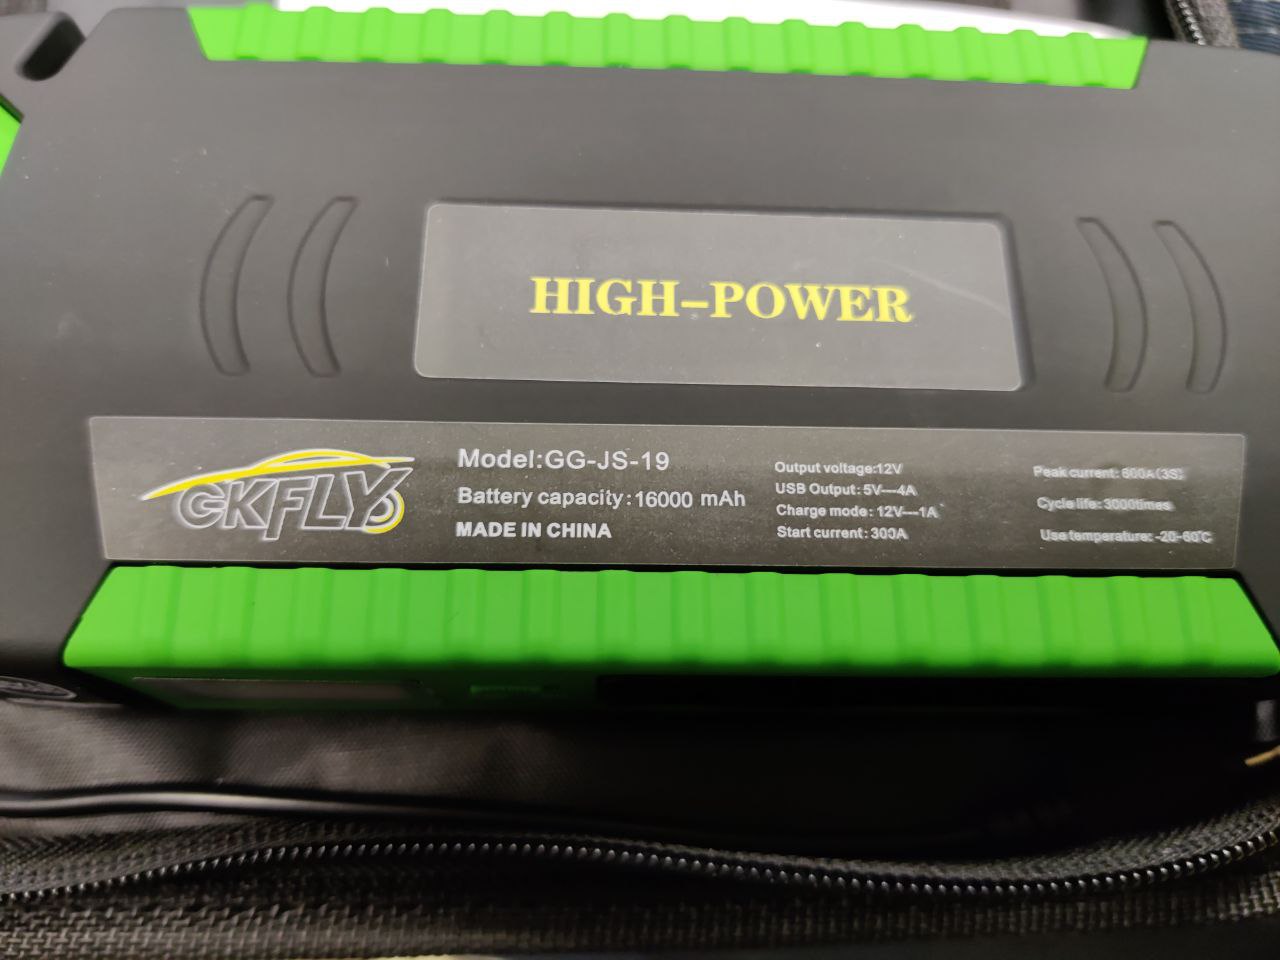 HIGH-POWER
GKFLY
Model:GG-JS-19
Battery capacity:16000 mAh
MADE IN CHINA
Output voltage:12V
USB Output:5V—4A
Charge mode:12V—1A
Start current:300A
Peak current:600A(3S)
Cycle life:3000times
Use temperature:-20-60℃